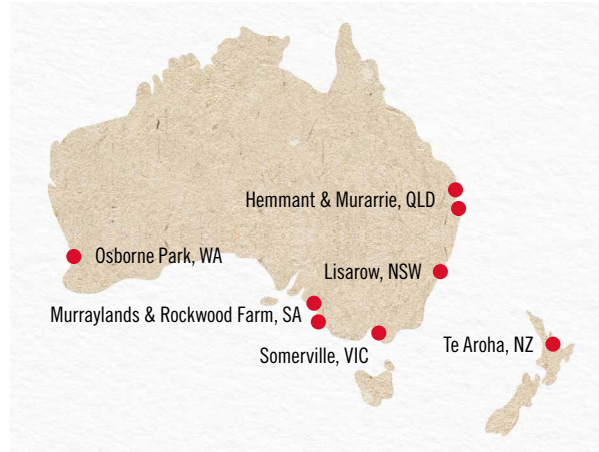 Hemmant & Murarrie, QLD
Osborne Park, WA
Lisarow, NSW
Murraylands & Rockwood Farm, SA
Somerville, VIC
Te Aroha, NZ